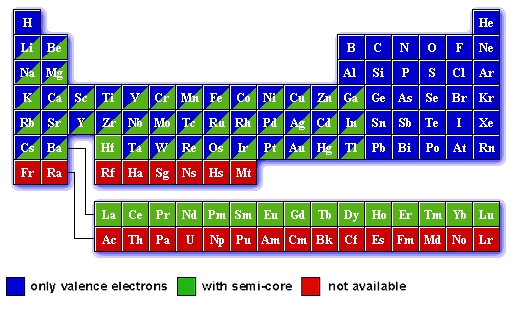 H He
Li Be B C N O F Ne
Na Mg Al Si P S Cl Ar
K Ca Sc Ti V Cr Mn Fe Co Ni Cu Zn Ga Ge As Se Br Kr
Rb Sr Y Zr Nb Mo Tc Ru Rh Pd Ag Cd In Sn Sb Te I Xe
Cs Ba Hf Ta W Re Os Ir Pt Au Hg Tl Pb Bi Po At Rn
Fr Ra Rf Ha Sg Ns Hs Mt
La Ce Pr Nd Pm Sm Eu Gd Tb Dy Ho Er Tm Yb Lu
Ac Th Pa U Np Pu Am Cm Bk Cf Es Fm Md No Lr
only valence electrons with semi-core not available